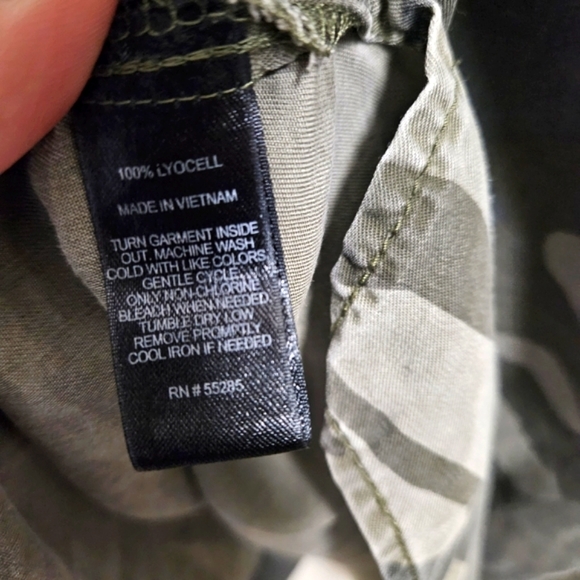 100% LYOCELL
MADE IN VIETNAM
TURN GARMENT INSIDE
OUT. MACHINE WASH
COLD WITH LIKE COLORS
GENTLE CYCLE
ONLY NON-CHLORINE
BLEACH WHEN NEEDED
TUMBLE DRY LOW
REMOVE PROMPTLY
COOL IRON IF NEEDED
RN # 55285